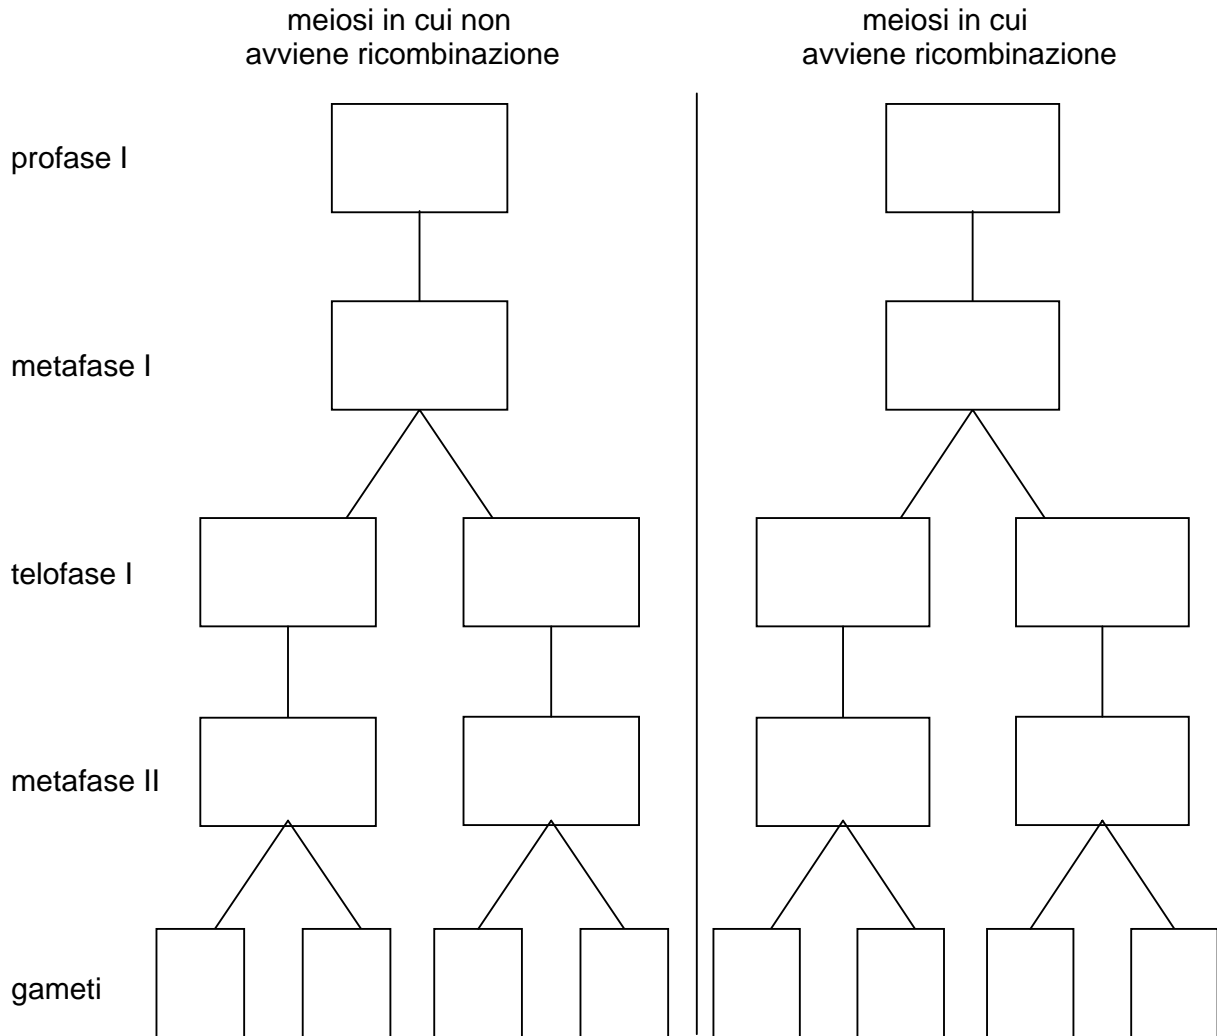 meiosi in cui non
avviene ricombinazione
meiosi in cui
avviene ricombinazione
profase I
metafase I
telofase I
metafase II
gameti